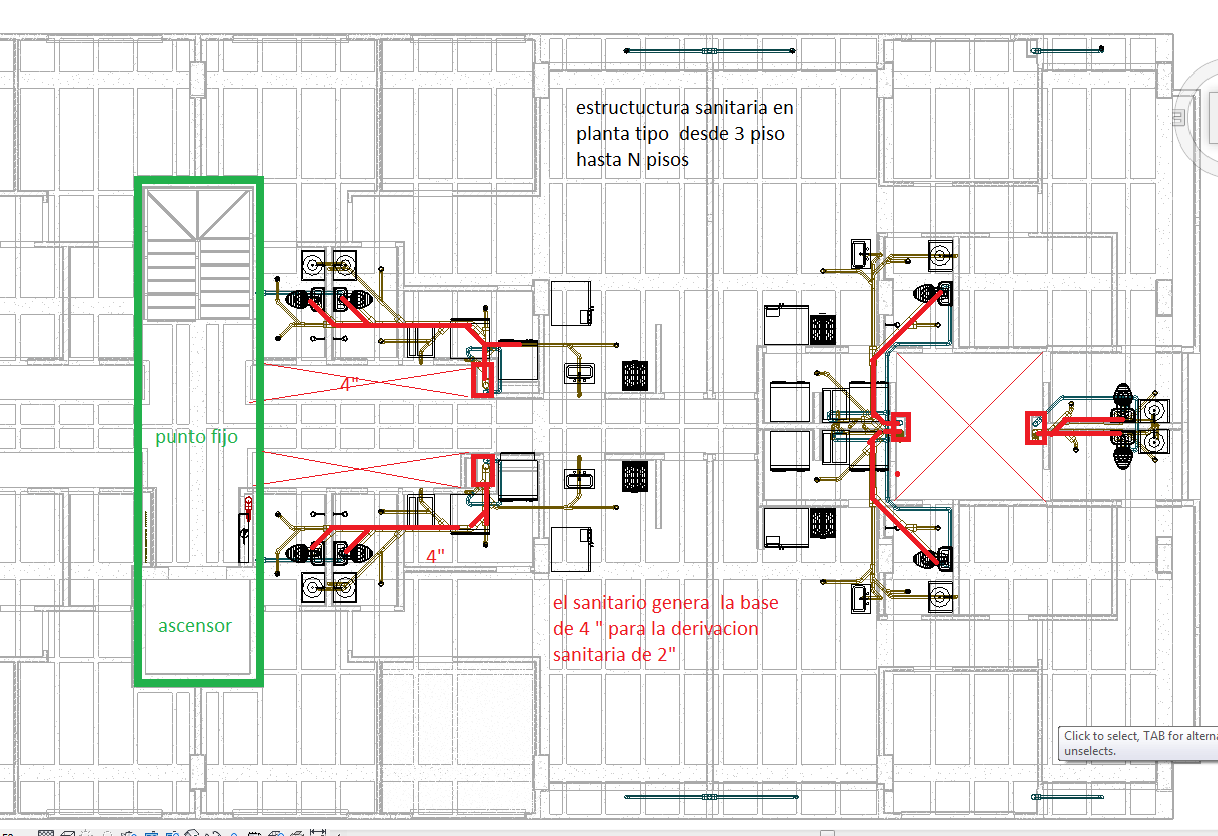 estructuctura sanitaria en
planta tipo desde 3 piso
hasta N pisos
4"
punto fijo
4"
ascensor
el sanitario genera la base
de 4 " para la derivacion
sanitaria de 2"
Click to select, TAB for alterna
unselects.